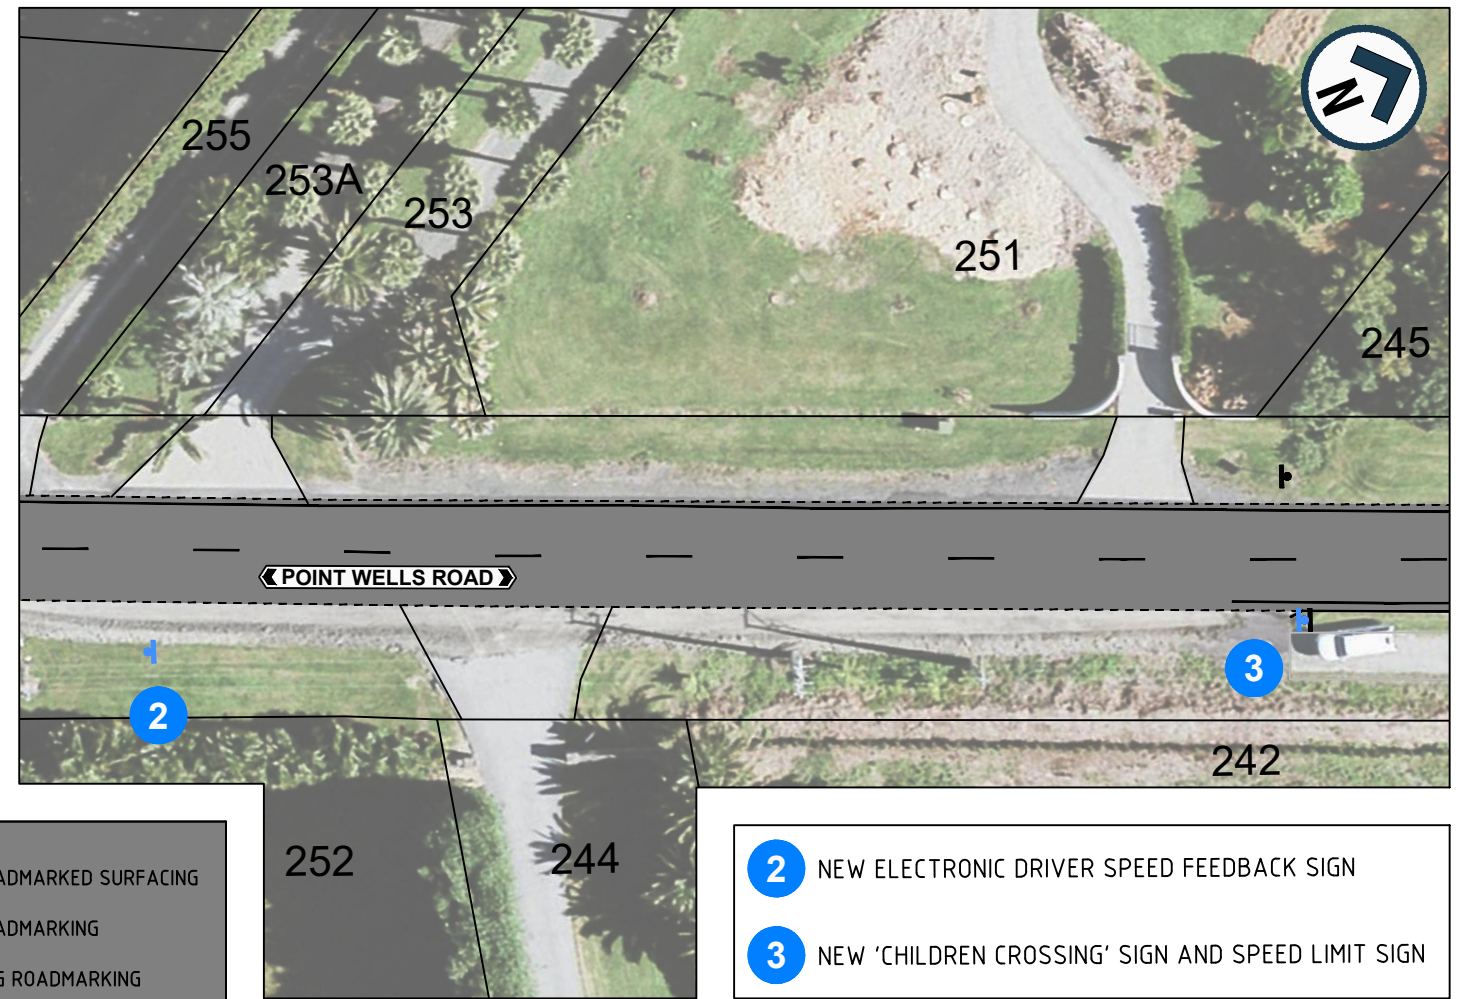 N
255
253A
253
251
245
POINT WELLS ROAD
2
3
242
252
244
ADMARKED SURFACING
ADMARKING
G ROADMARKING
2 NEW ELECTRONIC DRIVER SPEED FEEDBACK SIGN
3 NEW 'CHILDREN CROSSING' SIGN AND SPEED LIMIT SIGN